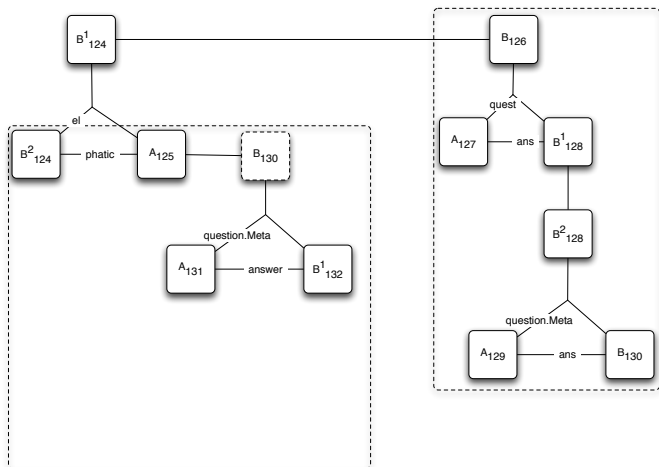 B¹₁₂₄
B₁₂₆
el
quest
B²₁₂₄
phatic
A₁₂₅
B₁₃₀
A₁₂₇
ans
B¹₁₂₈
B²₁₂₈
question.Meta
A₁₃₁
answer
B¹₁₃₂
question.Meta
A₁₂₉
ans
B₁₃₀